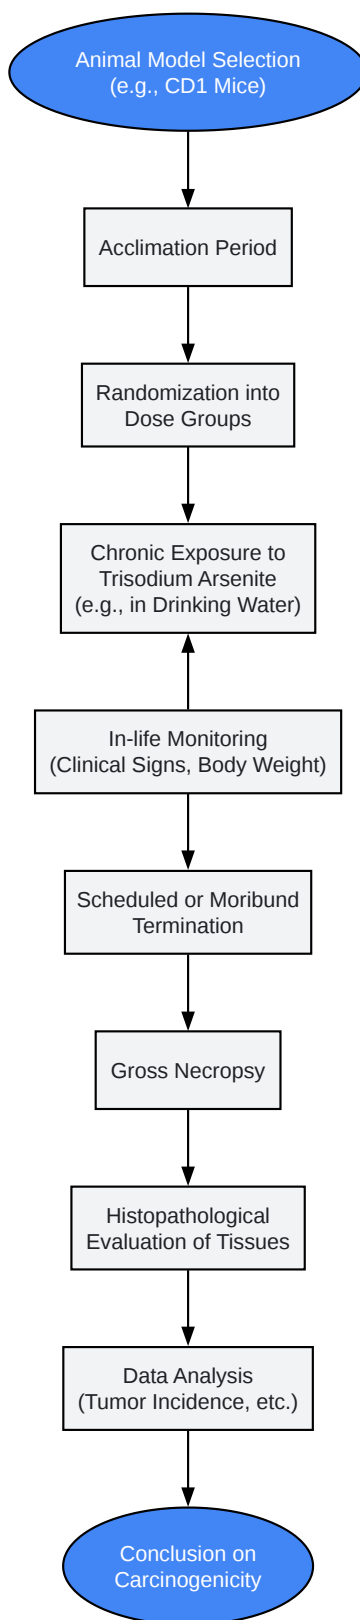 Animal Model Selection
(e.g., CD1 Mice)
Acclimation Period
Randomization into
Dose Groups
Chronic Exposure to
Trisodium Arsenite
(e.g., in Drinking Water)
In-life Monitoring
(Clinical Signs, Body Weight)
Scheduled or Moribund
Termination
Gross Necropsy
Histopathological
Evaluation of Tissues
Data Analysis
(Tumor Incidence, etc.)
Conclusion on
Carcinogenicity